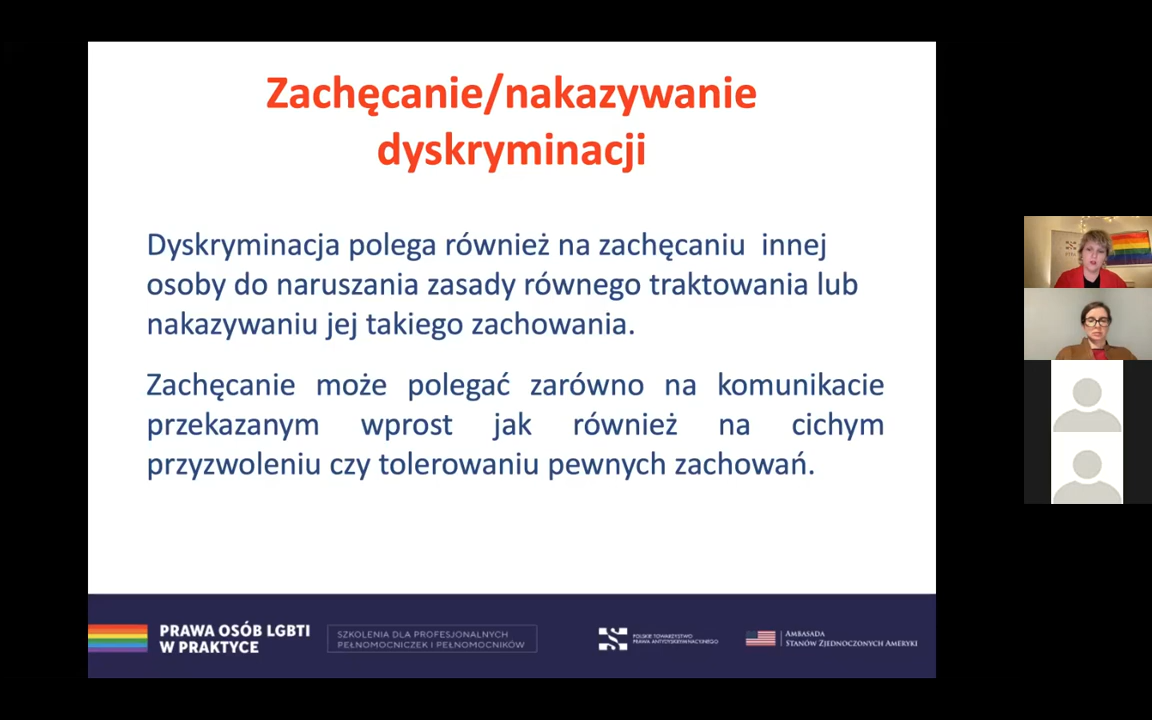 Zachęcanie/nakazywanie
dyskryminacji
Dyskryminacja polega również na zachęcaniu innej
osoby do naruszania zasady równego traktowania lub
nakazywaniu jej takiego zachowania.
Zachęcanie może polegać zarówno na komunikacie
przekazanym wprost jak również na cichym
przyzwoleniu czy tolerowaniu pewnych zachowań.
PRAWA OSÓB LGBTI
W PRAKTYCE
SZKOLENIA DLA PROFESJONALNYCH
PEŁNOMOCNICZEK I PEŁNOMOCNIKÓW
POLSKIE TOWARZYSTWO
PRAWA ANTYDYSKRYMINACYJNEGO
AMBASADA
STANÓW ZJEDNOCZONYCH AMERYKI